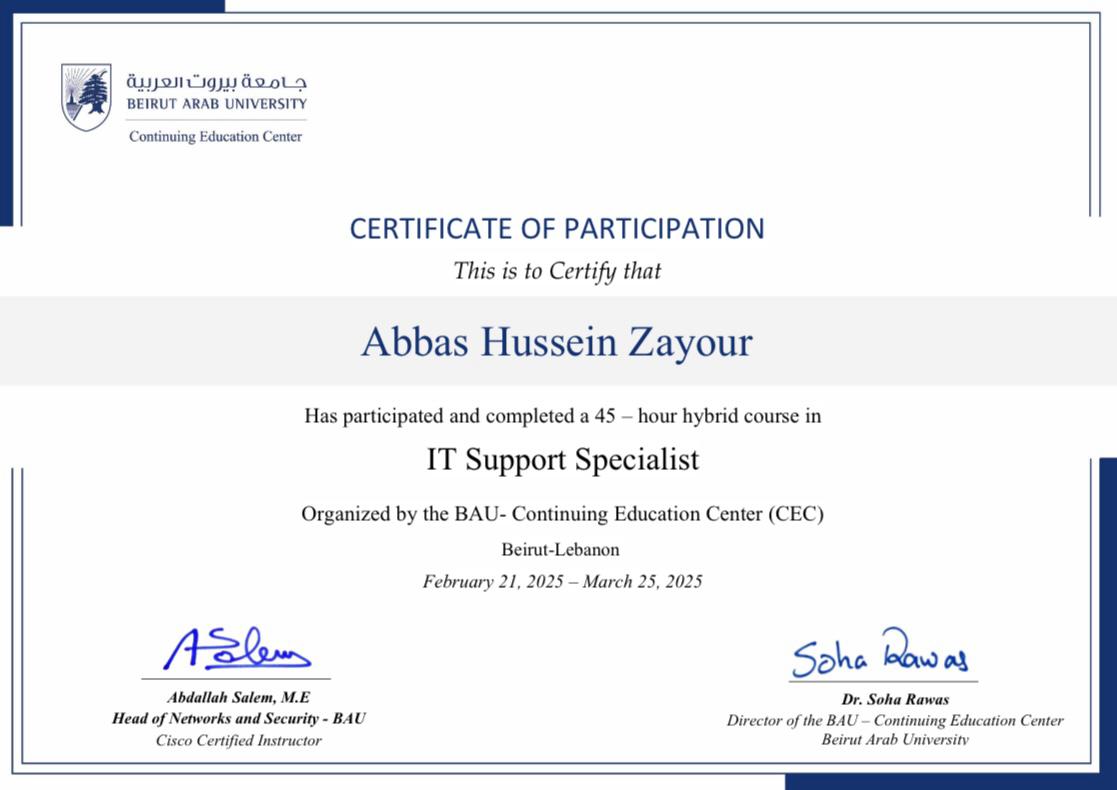 جامعة بيروت العربية
BEIRUT ARAB UNIVERSITY
Continuing Education Center
CERTIFICATE OF PARTICIPATION
This is to Certify that
Abbas Hussein Zayour
Has participated and completed a 45 – hour hybrid course in
IT Support Specialist
Organized by the BAU- Continuing Education Center (CEC)
Beirut-Lebanon
February 21, 2025 – March 25, 2025
ASalem
Abdallah Salem, M.E
Head of Networks and Security - BAU
Cisco Certified Instructor
Soha Rawas
Dr. Soha Rawas
Director of the BAU – Continuing Education Center
Beirut Arab University